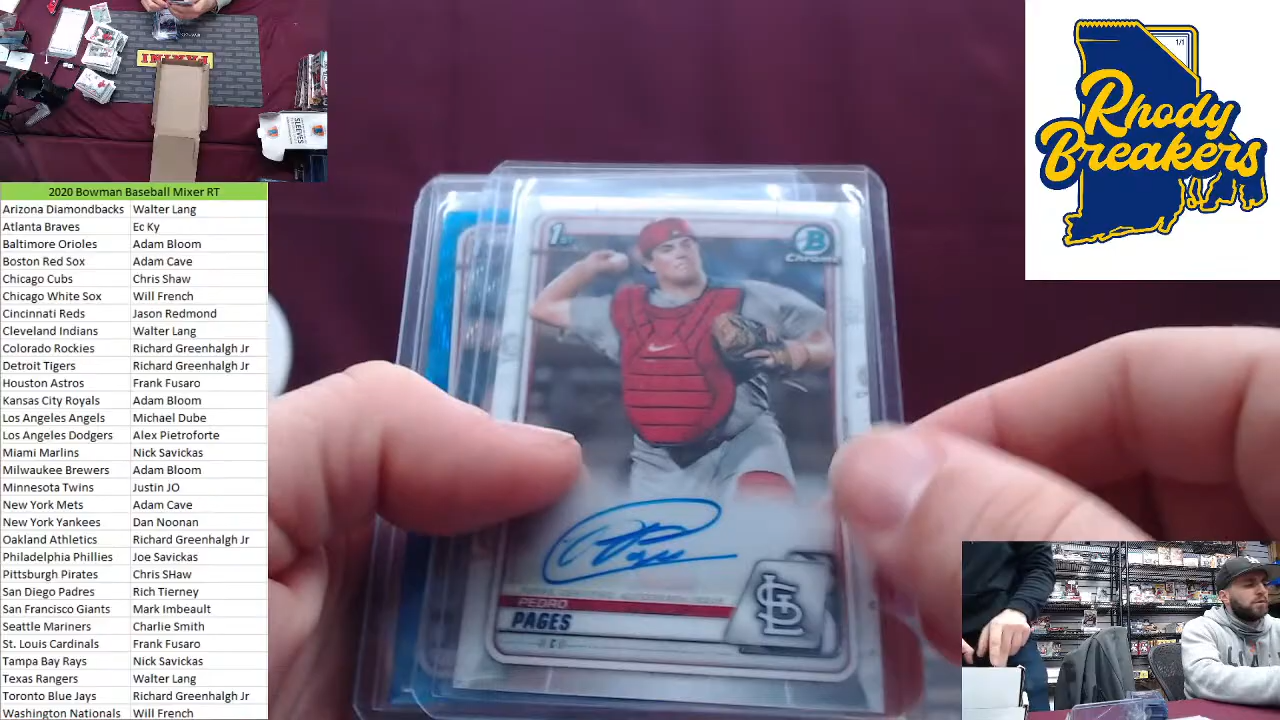 1/1
Rhody
Breakers
SLEEVES
2020 Bowman Baseball Mixer RT
Arizona Diamondbacks Walter Lang
Atlanta Braves Ec Ky
Baltimore Orioles Adam Bloom
Boston Red Sox Adam Cave
Chicago Cubs Chris Shaw
Chicago White Sox Will French
Cincinnati Reds Jason Redmond
Cleveland Indians Walter Lang
Colorado Rockies Richard Greenhalgh Jr
Detroit Tigers Richard Greenhalgh Jr
Houston Astros Frank Fusaro
Kansas City Royals Adam Bloom
Los Angeles Angels Michael Dube
Los Angeles Dodgers Alex Pietroforte
Miami Marlins Nick Savickas
Milwaukee Brewers Adam Bloom
Minnesota Twins Justin JO
New York Mets Adam Cave
New York Yankees Dan Noonan
Oakland Athletics Richard Greenhalgh Jr
Philadelphia Phillies Joe Savickas
Pittsburgh Pirates Chris SHaw
San Diego Padres Rich Tierney
San Francisco Giants Mark Imbeault
Seattle Mariners Charlie Smith
St. Louis Cardinals Frank Fusaro
Tampa Bay Rays Nick Savickas
Texas Rangers Walter Lang
Toronto Blue Jays Richard Greenhalgh Jr
Washington Nationals Will French
1st
B
CHROME
PEDRO
PAGES
C
STL